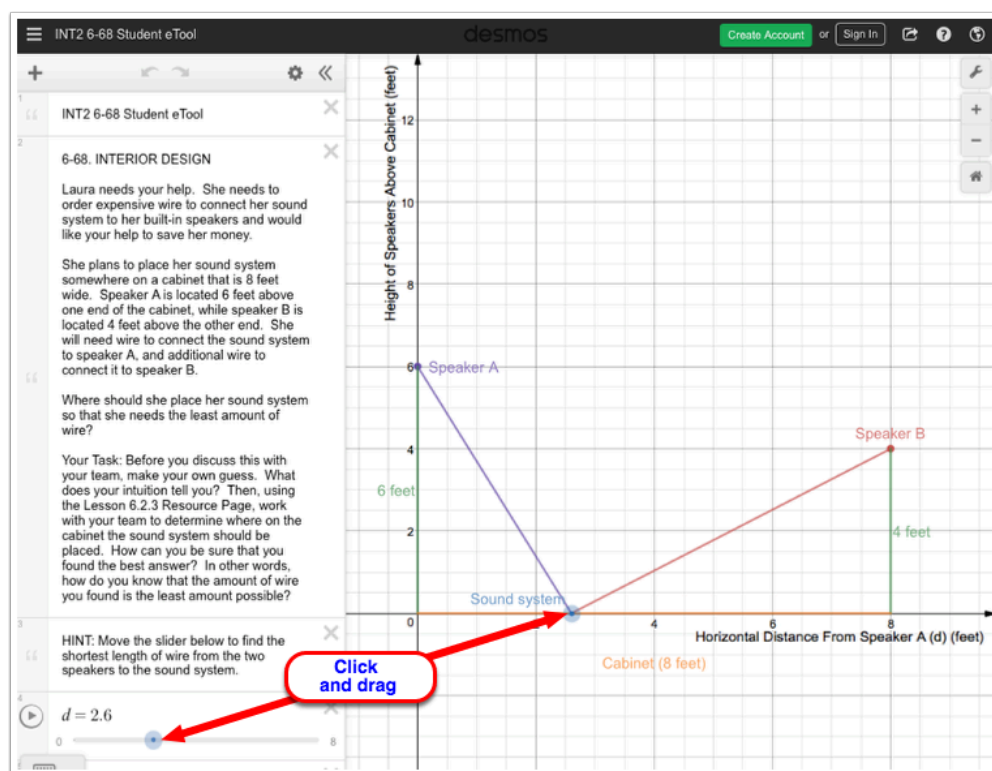 INT2 6-68 Student eTool
desmos
Create Account or Sign In
1
INT2 6-68 Student eTool
2
6-68. INTERIOR DESIGN
Laura needs your help. She needs to
order expensive wire to connect her sound
system to her built-in speakers and would
like your help to save her money.
She plans to place her sound system
somewhere on a cabinet that is 8 feet
wide. Speaker A is located 6 feet above
one end of the cabinet, while speaker B is
located 4 feet above the other end. She
will need wire to connect the sound system
to speaker A, and additional wire to
connect it to speaker B.
Where should she place her sound system
so that she needs the least amount of
wire?
Your Task: Before you discuss this with
your team, make your own guess. What
does your intuition tell you? Then, using
the Lesson 6.2.3 Resource Page, work
with your team to determine where on the
cabinet the sound system should be
placed. How can you be sure that you
found the best answer? In other words,
how do you know that the amount of wire
you found is the least amount possible?
3
HINT: Move the slider below to find the
shortest length of wire from the two
speakers to the sound system.
4
d = 2.6
0
8
Click
and drag
Height of Speakers Above Cabinet (feet)
12
10
8
6
4
2
Speaker A
Speaker B
6 feet
4 feet
Sound system
0
4
6
8
Horizontal Distance From Speaker A (d) (feet)
Cabinet (8 feet)